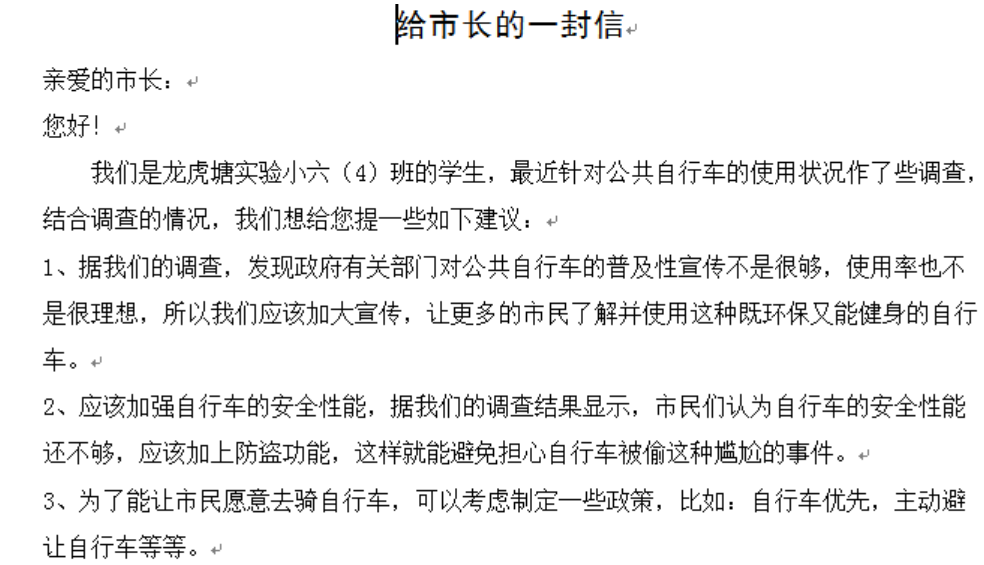 给市长的一封信
亲爱的市长：
您好！
我们是龙虎塘实验小六（4）班的学生，最近针对公共自行车的使用状况作了些调查，
结合调查的情况，我们想给您提一些如下建议：
1、据我们的调查，发现政府有关部门对公共自行车的普及性宣传不是很够，使用率也不
是很理想，所以我们应该加大宣传，让更多的市民了解并使用这种既环保又能健身的自行
车。
2、应该加强自行车的安全性能，据我们的调查结果显示，市民们认为自行车的安全性能
还不够，应该加上防盗功能，这样就能避免担心自行车被偷这种尴尬的事件。
3、为了能让市民愿意去骑自行车，可以考虑制定一些政策，比如：自行车优先，主动避
让自行车等等。